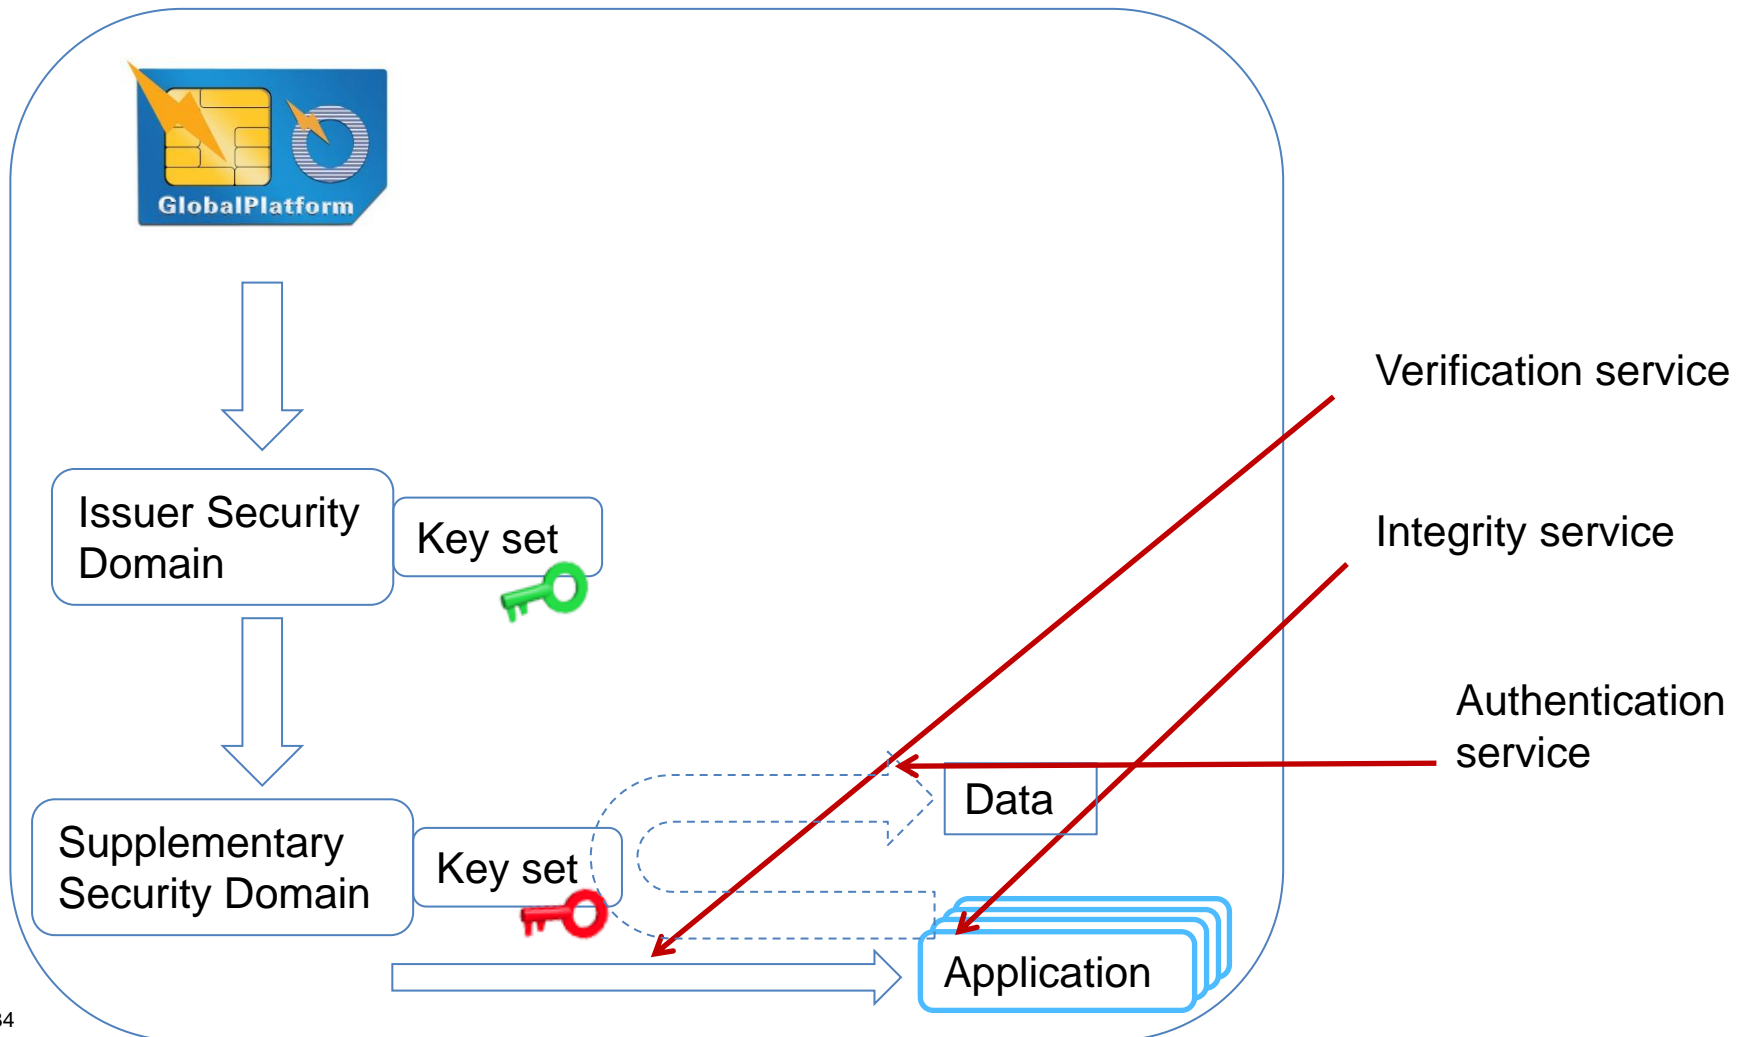 GlobalPlatform
Verification service
Issuer Security
Domain
Key set
Integrity service
Authentication
service
Data
Supplementary
Security Domain
Key set
Application
34